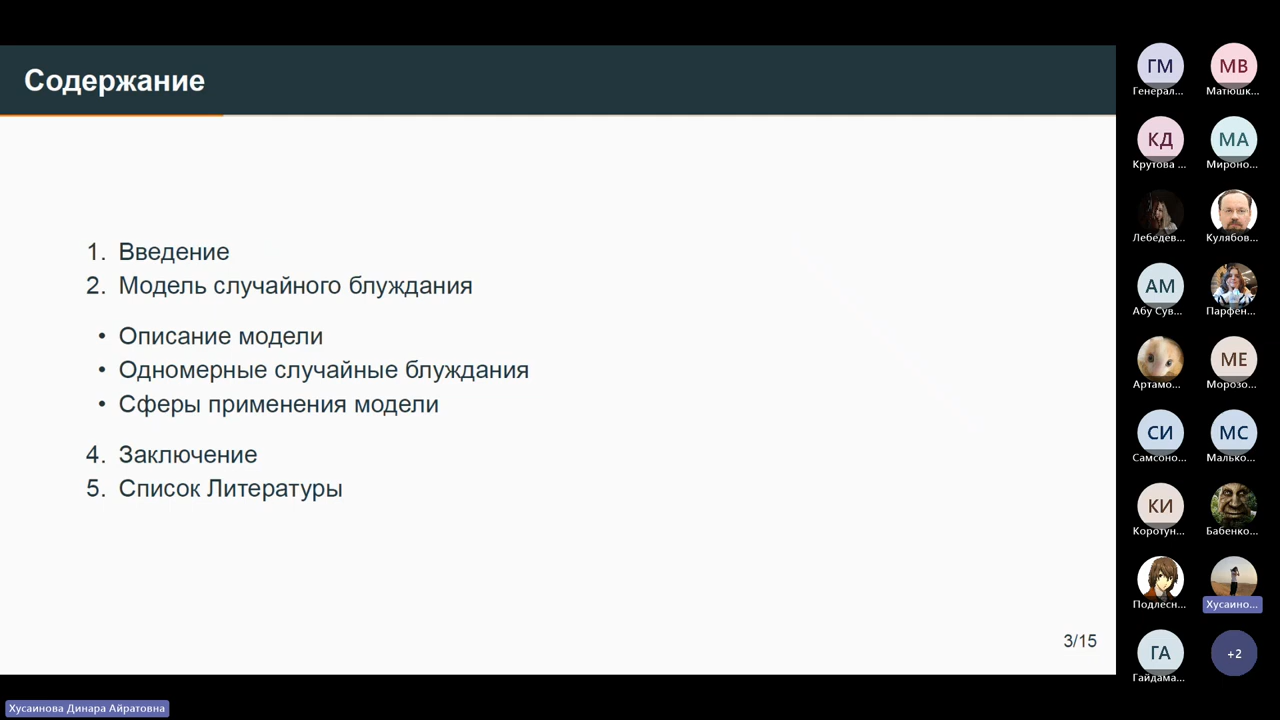 Содержание
1. Введение
2. Модель случайного блуждания
• Описание модели
• Одномерные случайные блуждания
• Сферы применения модели
4. Заключение
5. Список Литературы
3/15
ГМ
Генерал...
МВ
Матюшк...
КД
Крутова ...
МА
Мироно...
Лебедев...
Кулябов...
АМ
Абу Сув...
Парфен...
Артамо...
МЕ
Морозо...
СИ
Самсоно...
МС
Малько...
КИ
Коротун...
Бабенко...
Подлесн...
Хусаино...
ГА
Гайдама...
+2
Хусаинова Динара Айратовна